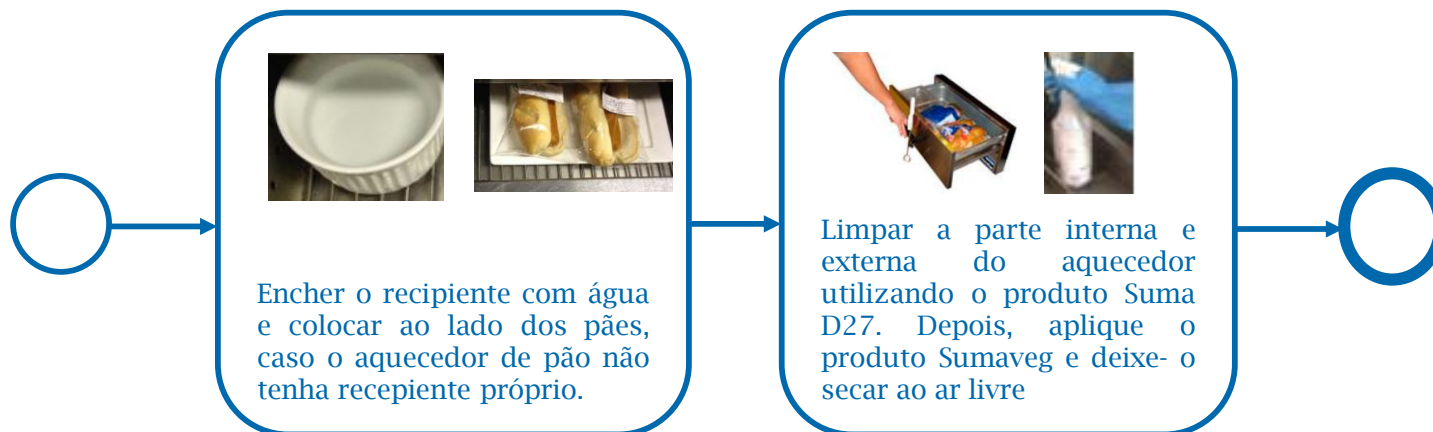 Encher o recipiente com água
e colocar ao lado dos pães,
caso o aquecedor de pão não
tenha recepiente próprio.
Limpar a parte interna e
externa do aquecedor
utilizando o produto Suma
D27. Depois, aplique o
produto Sumaveg e deixe- o
secar ao ar livre